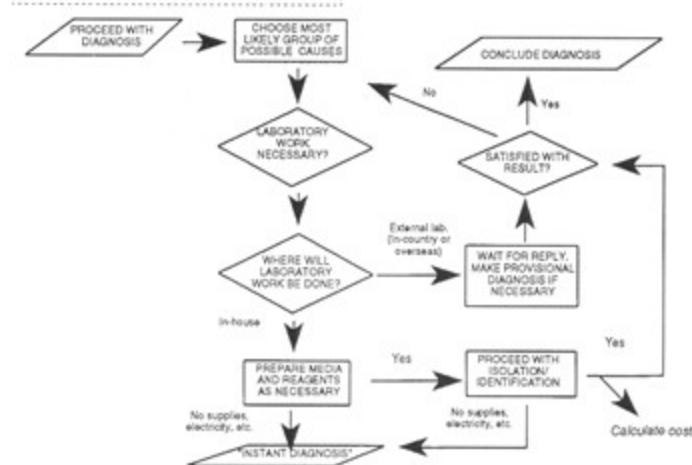 PROCEED WITH
DIAGNOSIS
CHOOSE MOST
LIKELY GROUP OF
POSSIBLE CAUSES
CONCLUDE DIAGNOSIS
No
Yes
LABORATORY
WORK
NECESSARY?
SATISFIED WITH
RESULT?
External lab.
(in-country or
overseas)
WHERE WILL
LABORATORY
WORK BE DONE?
WAIT FOR REPLY.
MAKE PROVISIONAL
DIAGNOSIS IF
NECESSARY
In-house
Yes
Yes
PREPARE MEDIA
AND REAGENTS
AS NECESSARY
PROCEED WITH
ISOLATION/
IDENTIFICATION
No supplies,
electricity, etc.
No supplies,
electricity, etc.
Calculate cost
"INSTANT DIAGNOSIS"